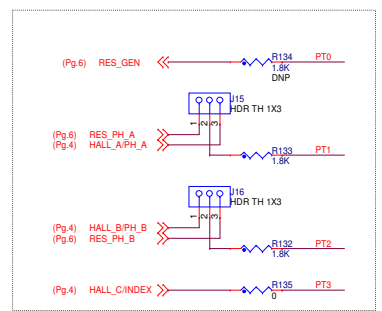 R134 PT0
(Pg.6) RES_GEN
1.8K
DNP
J15
HDR TH 1X3
1 2 3
(Pg.6) RES_PH_A
(Pg.4) HALL_A/PH_A
R133 PT1
1.8K
J16
HDR TH 1X3
1 2 3
(Pg.4) HALL_B/PH_B
(Pg.6) RES_PH_B
R132 PT2
1.8K
(Pg.4) HALL_C/INDEX
R135 PT3
0